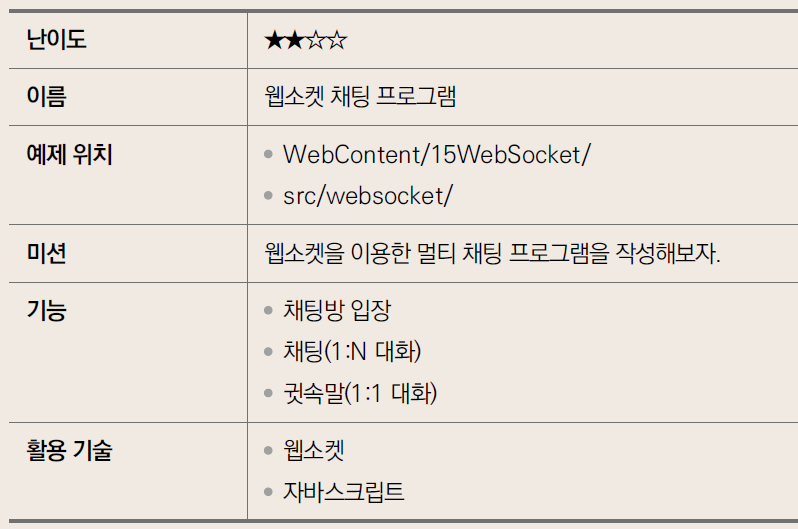 난이도 ★★☆☆
이름 웹소켓 채팅 프로그램
예제 위치 • WebContent/15WebSocket/
• src/websocket/
미션 웹소켓을 이용한 멀티 채팅 프로그램을 작성해보자.
기능 • 채팅방 입장
• 채팅(1:N 대화)
• 귓속말(1:1 대화)
활용 기술 • 웹소켓
• 자바스크립트